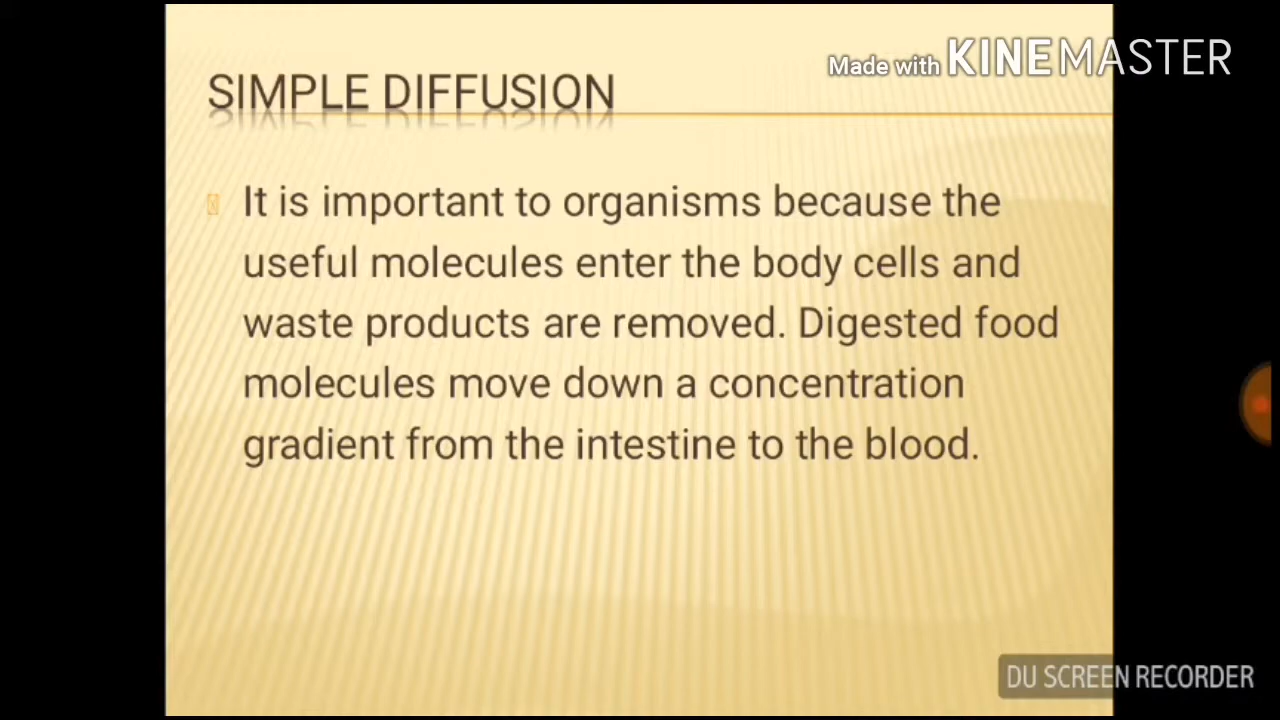 Made with KINEMASTER
SIMPLE DIFFUSION
It is important to organisms because the
useful molecules enter the body cells and
waste products are removed. Digested food
molecules move down a concentration
gradient from the intestine to the blood.
DU SCREEN RECORDER